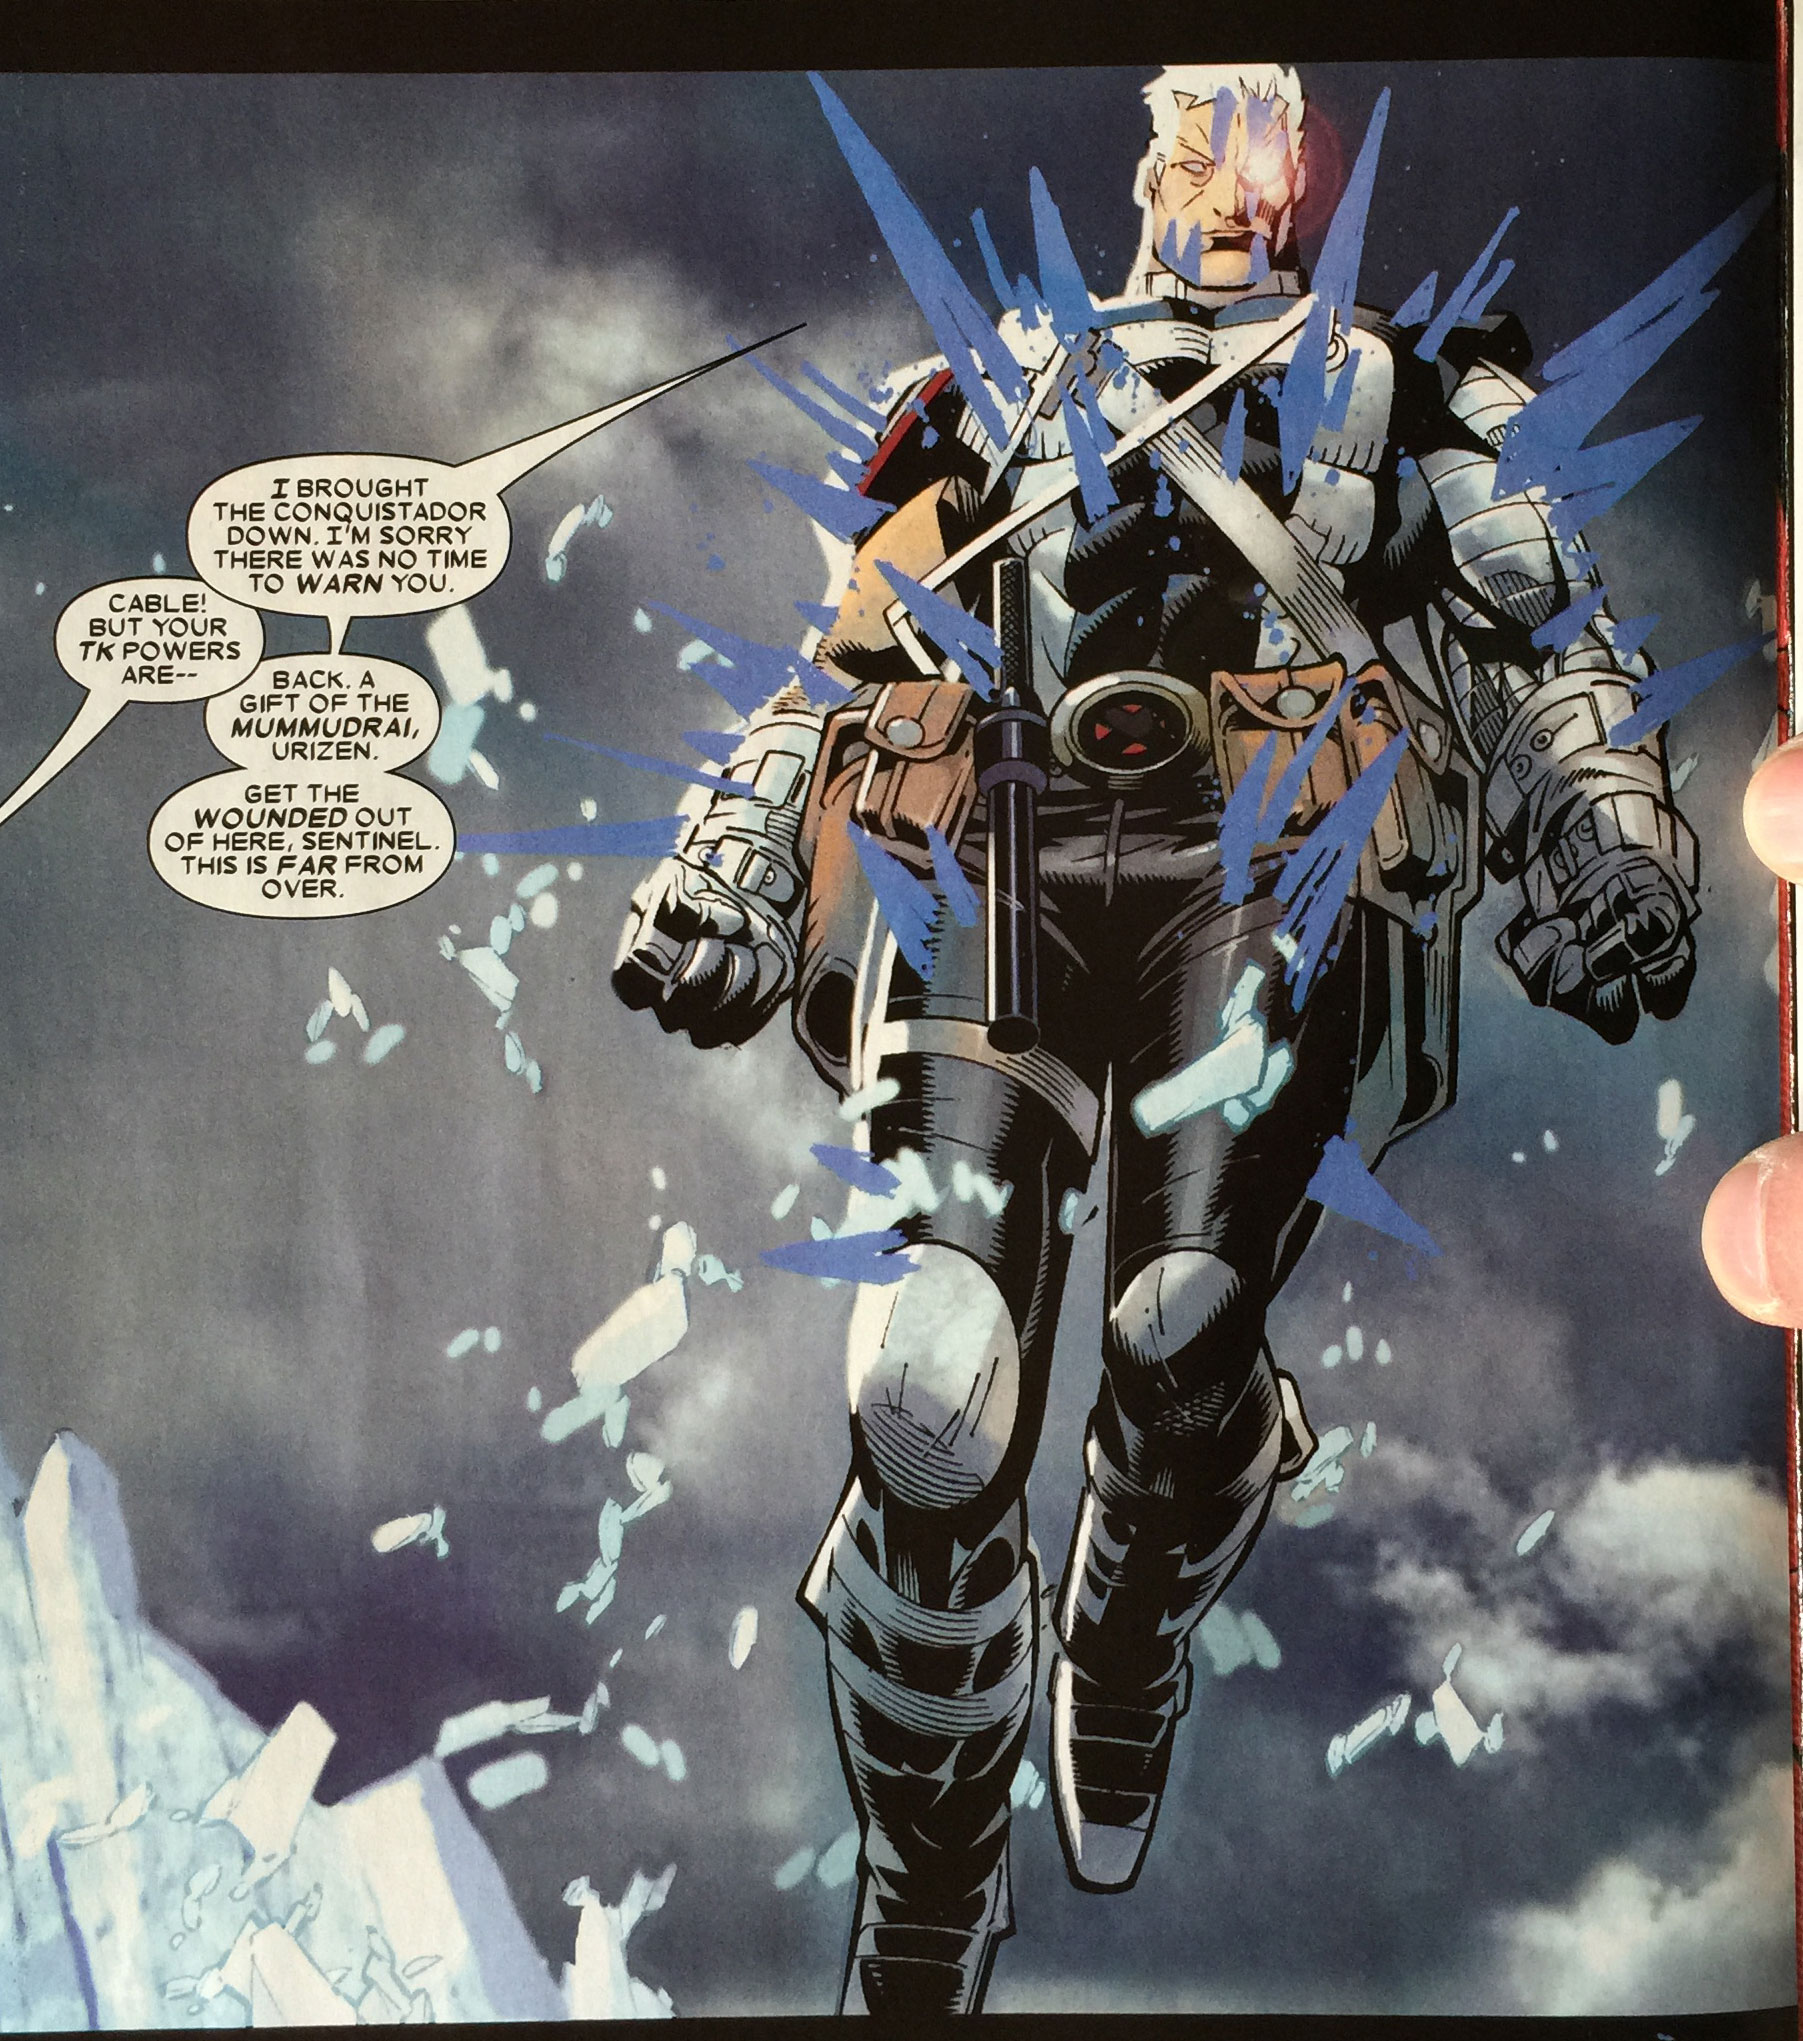 I BROUGHT
THE CONQUISTADOR
DOWN. I'M SORRY
THERE WAS NO TIME
TO WARN YOU.
CABLE!
BUT YOUR
TK POWERS
ARE--
BACK. A
GIFT OF THE
MUMMUDRAI,
URIZEN.
GET THE
WOUNDED OUT
OF HERE, SENTINEL.
THIS IS FAR FROM
OVER.